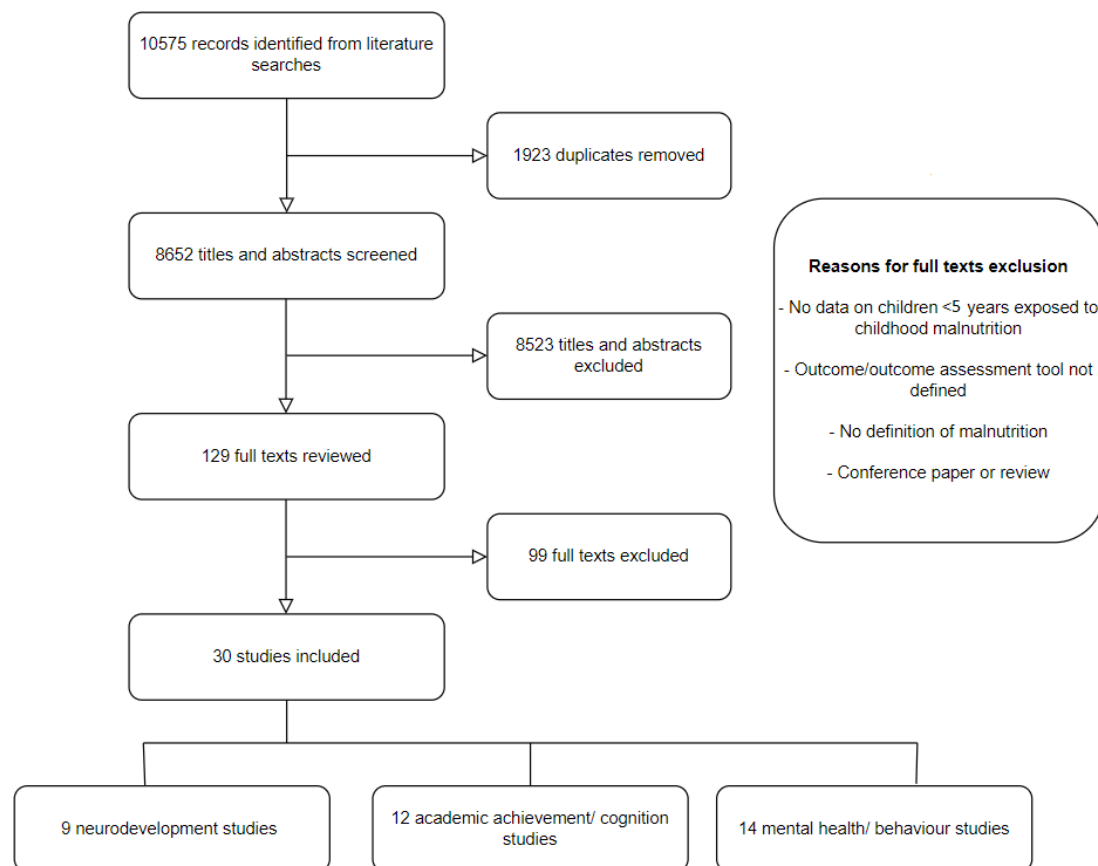 10575 records identified from literature
searches
1923 duplicates removed
8652 titles and abstracts screened
Reasons for full texts exclusion
- No data on children <5 years exposed to
childhood malnutrition
- Outcome/outcome assessment tool not
defined
- No definition of malnutrition
- Conference paper or review
8523 titles and abstracts
excluded
129 full texts reviewed
99 full texts excluded
30 studies included
9 neurodevelopment studies
12 academic achievement/ cognition
studies
14 mental health/ behaviour studies